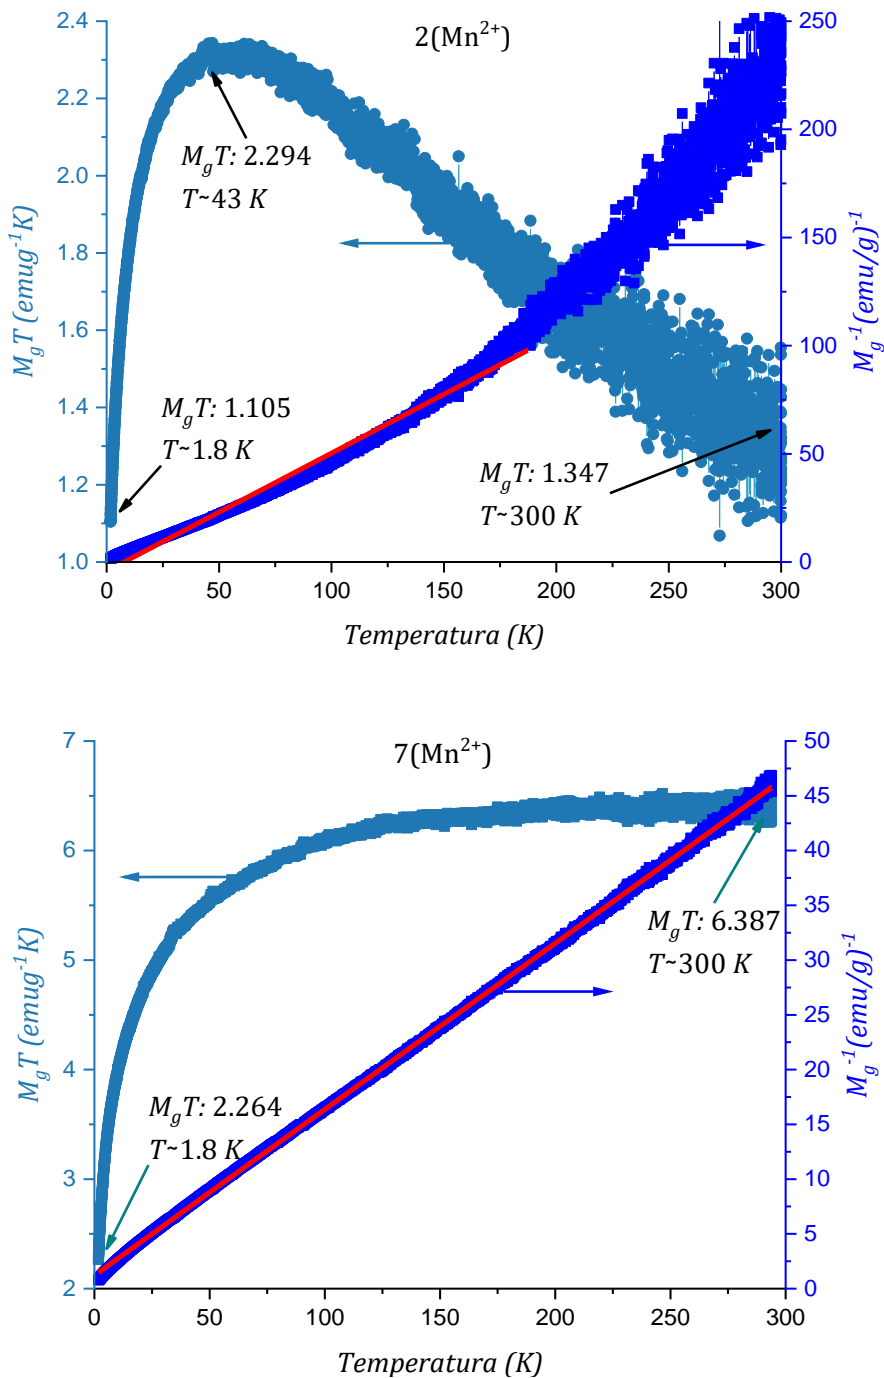 2(Mn²⁺)
2.4
2.2
2.0
1.8
1.6
1.4
1.2
1.0
MgT (emug⁻¹K)
250
200
150
100
50
0
Mg⁻¹(emu/g)⁻¹
MgT: 2.294
T~43 K
MgT: 1.105
T~1.8 K
MgT: 1.347
T~300 K
0
50
100
150
200
250
300
Temperatura (K)
7(Mn²⁺)
7
6
5
4
3
2
MgT (emug⁻¹K)
50
45
40
35
30
25
20
15
10
5
0
Mg⁻¹(emu/g)⁻¹
MgT: 6.387
T~300 K
MgT: 2.264
T~1.8 K
0
50
100
150
200
250
300
Temperatura (K)